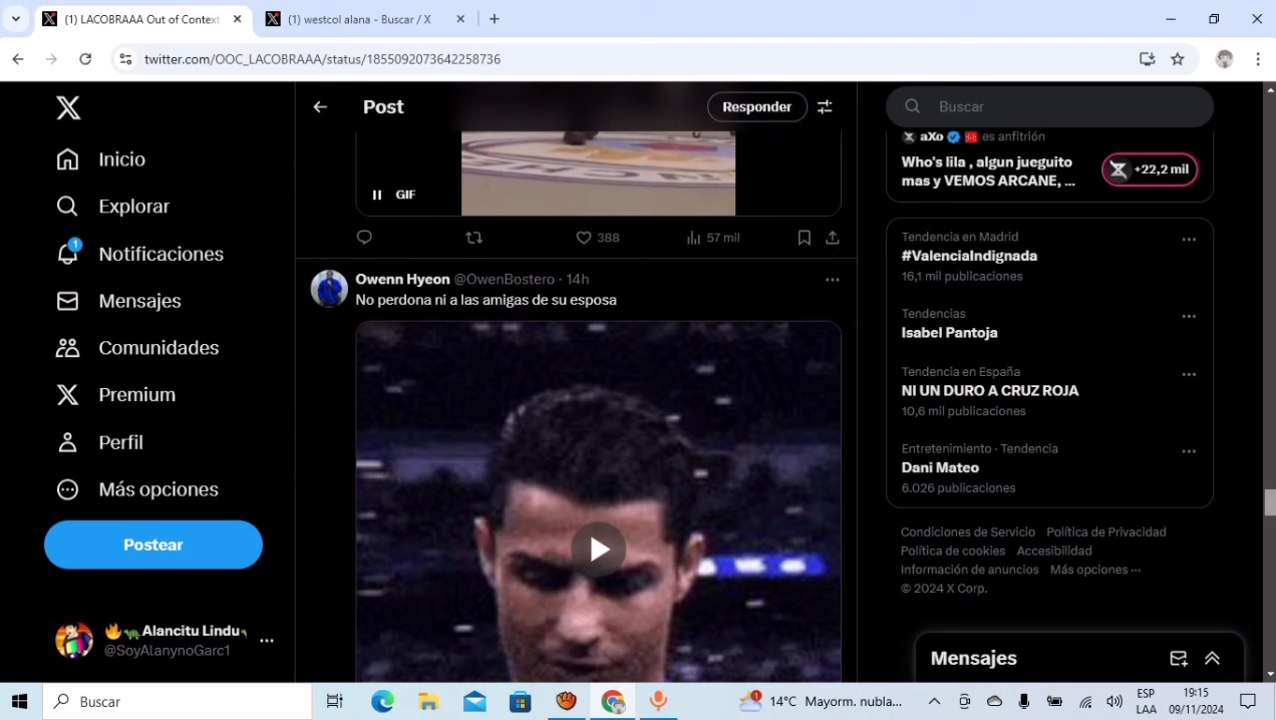 (1) LACOBRAAA Out of Context
(1) westcol alana - Buscar / X
twitter.com/OOC_LACOBRAAA/status/1855092073642258736
Inicio
Explorar
1
Notificaciones
Mensajes
Comunidades
Premium
Perfil
Más opciones
Postear
Alancitu Lindu
@SoyAlanynoGarc1
Post
Responder
GIF
388
57 mil
Owenn Hyeon @OwenBostero · 14h
No perdona ni a las amigas de su esposa
Buscar
aXo es anfitrión
Who's lila , algun jueguito
mas y VEMOS ARCANE, ...
+22,2 mil
Tendencia en Madrid
#ValenciaIndignada
16,1 mil publicaciones
Tendencias
Isabel Pantoja
Tendencia en España
NI UN DURO A CRUZ ROJA
10,6 mil publicaciones
Entretenimiento · Tendencia
Dani Mateo
6.026 publicaciones
Condiciones de Servicio Política de Privacidad
Política de cookies Accesibilidad
Información de anuncios Más opciones ···
© 2024 X Corp.
Mensajes
Buscar
1
14°C Mayorm. nubla...
ESP
LAA
19:15
09/11/2024